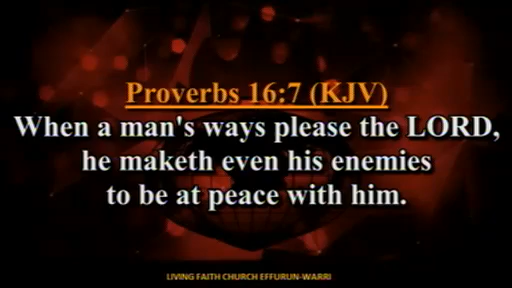 Proverbs 16:7 (KJV)
When a man's ways please the LORD,
he maketh even his enemies
to be at peace with him.
LIVING FAITH CHURCH EFFURUN-WARRI